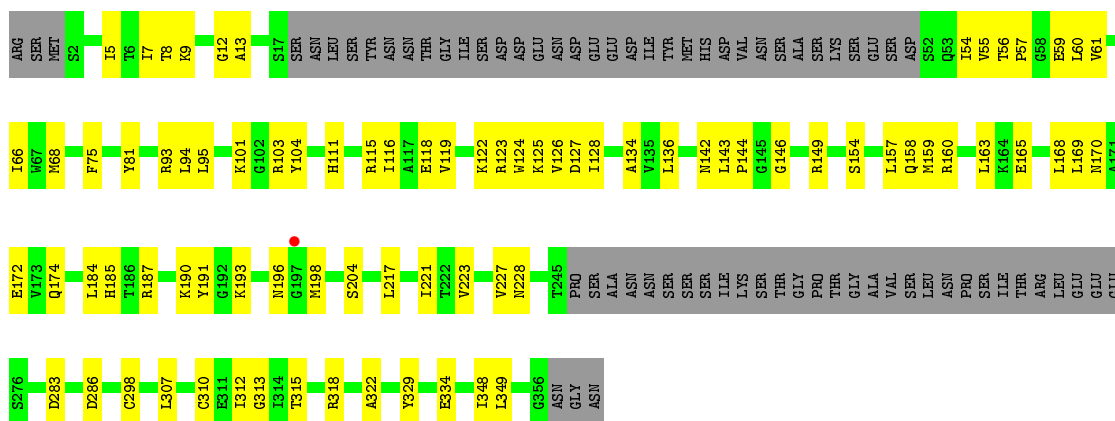 ARG SER MET S2 I5 T6 I7 T8 K9 G12 A13 S17 SER ASN LEU SER TYR ASN ASN THR GLY ILE SER ASP ASP GLU ASN ASP GLU GLU ASP ILE TYR MET HIS ASP VAL ASN SER ALA SER LYS SER GLU SER ASP S52 Q53 I54 V55 T56 P57 G58 E59 L60 V61
I66 W67 M68 F75 Y81 R93 L94 L95 K101 G102 R103 Y104 H111 R115 I116 A117 E118 V119 K122 R123 W124 K125 V126 D127 I128 A134 V135 L136 N142 L143 P144 G145 G146 R149 S154 L157 Q158 M159 R160 L163 K164 E165 L168 L169 N170 A171
E172 V173 Q174 L184 H185 T186 R187 K190 Y191 G192 K193 N196 G197 M198 S204 L217 I221 T222 V223 V227 N228 T245 PRO SER ALA ASN ASN SER SER SER ILE LYS SER THR GLY PRO THR GLY ALA VAL SER LEU ASN PRO SER ILE THR ARG LEU GLU GLU GLU
S276 D283 D286 C298 L307 C310 E311 I312 G313 I314 T315 R318 A322 Y329 E334 I348 L349 G356 ASN GLY ASN